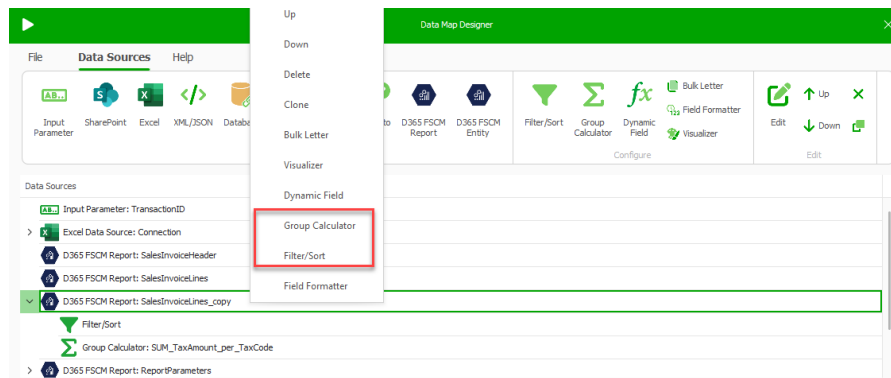 Data Map Designer
File
Data Sources
Help
AB..
Input
Parameter
SharePoint
Excel
XML/JSON
D365 FSCM
Report
D365 FSCM
Entity
Filter/Sort
Group
Calculator
Dynamic
Field
Bulk Letter
Field Formatter
Visualizer
Configure
Edit
Up
Down
Edit
Up
Down
Delete
Clone
Bulk Letter
Visualizer
Dynamic Field
Group Calculator
Filter/Sort
Field Formatter
Data Sources
Input Parameter: TransactionID
Excel Data Source: Connection
D365 FSCM Report: SalesInvoiceHeader
D365 FSCM Report: SalesInvoiceLines
D365 FSCM Report: SalesInvoiceLines_copy
Filter/Sort
Group Calculator: SUM_TaxAmount_per_TaxCode
D365 FSCM Report: ReportParameters